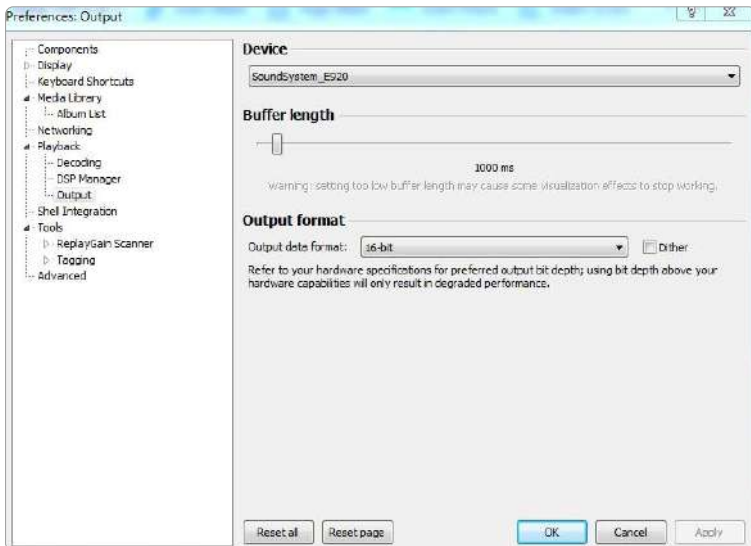 Preferences: Output
Components
Display
Keyboard Shortcuts
Media Library
Album List
Networking
Playback
Decoding
DSP Manager
Output
Shell Integration
Tools
ReplayGain Scanner
Tagging
Advanced
Device
SoundSystem_E920
Buffer length
1000 ms
Warning: setting too low buffer length may cause some visualization effects to stop working.
Output format
Output data format: 16-bit Dither
Refer to your hardware specifications for preferred output bit depth; using bit depth above your
hardware capabilities will only result in degraded performance.
Reset all Reset page OK Cancel Apply